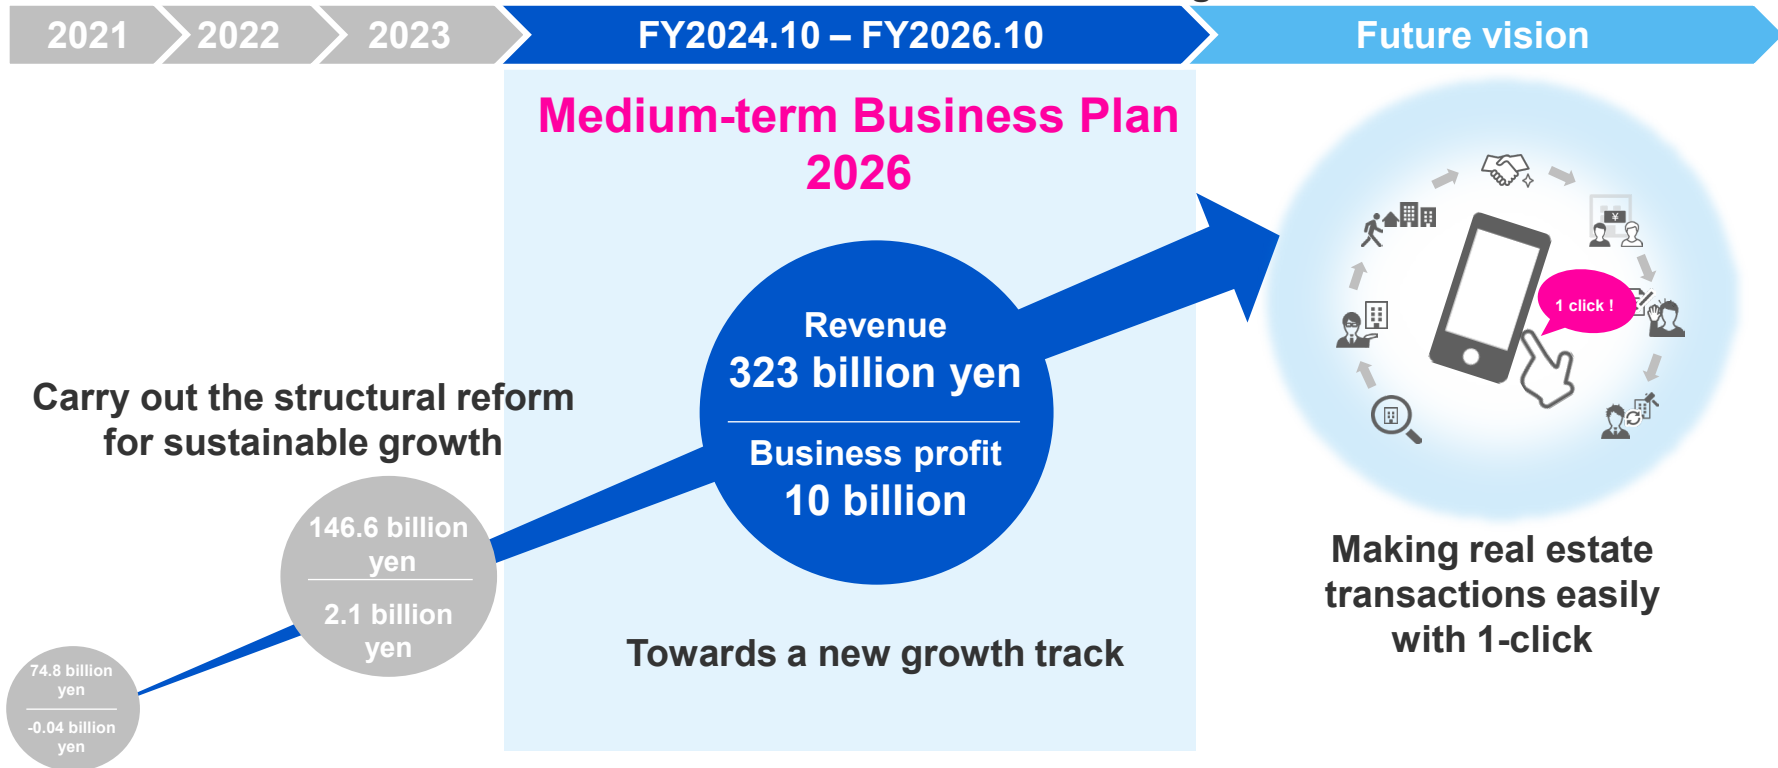 2021
2022
2023
FY2024.10 – FY2026.10
Future vision
Medium-term Business Plan
2026
Revenue
323 billion yen
Business profit
10 billion
Carry out the structural reform
for sustainable growth
146.6 billion
yen
2.1 billion
yen
74.8 billion
yen
-0.04 billion
yen
Towards a new growth track
¥
1 click !
Making real estate
transactions easily
with 1-click